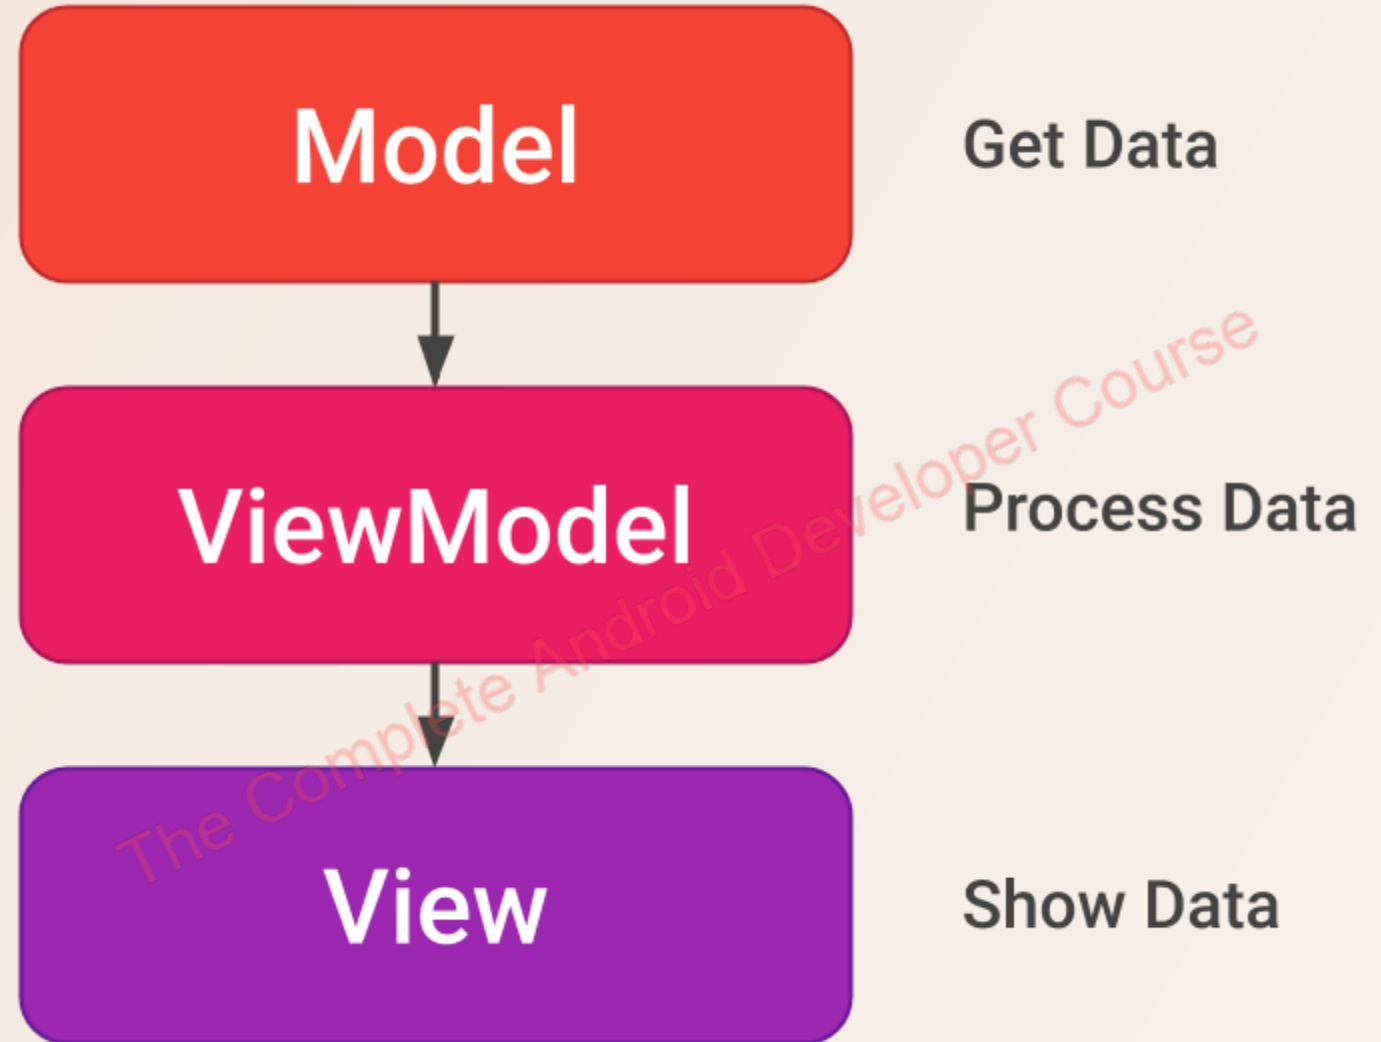 Model
Get Data
ViewModel
Process Data
View
Show Data
The Complete Android Developer Course